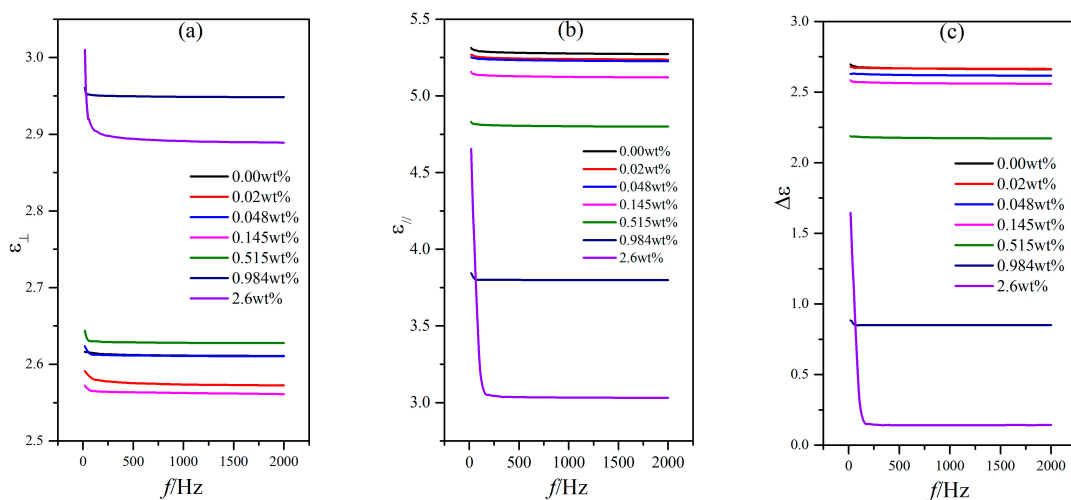 (a)
3.0
2.9
2.8
2.7
2.6
2.5
ε⊥
0.00wt%
0.02wt%
0.048wt%
0.145wt%
0.515wt%
0.984wt%
2.6wt%
0 500 1000 1500 2000
f/Hz
(b)
5.5
5.0
4.5
4.0
3.5
3.0
ε//
0.00wt%
0.02wt%
0.048wt%
0.145wt%
0.515wt%
0.984wt%
2.6wt%
0 500 1000 1500 2000
f/Hz
(c)
3.0
2.5
2.0
1.5
1.0
0.5
0.0
Δε
0.00wt%
0.02wt%
0.048wt%
0.145wt%
0.515wt%
0.984wt%
2.6wt%
0 500 1000 1500 2000
f/Hz